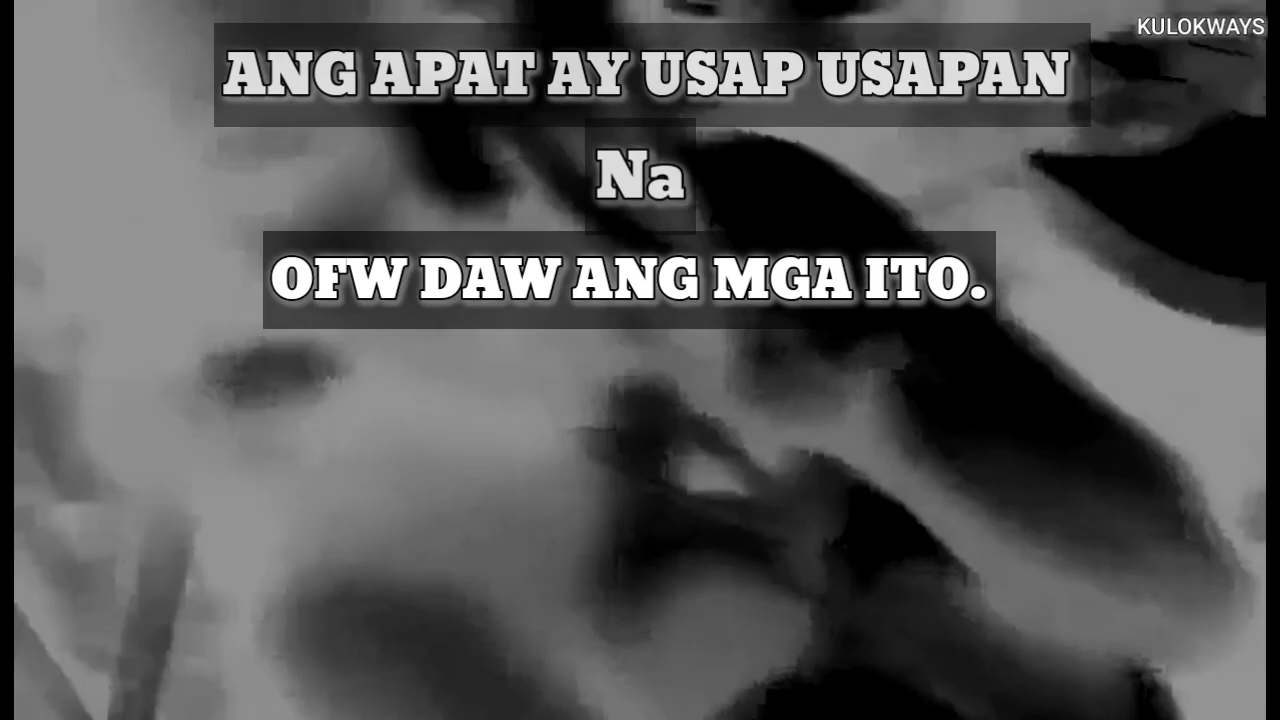 KULOKWAYS
ANG APAT AY USAP USAPAN
Na
OFW DAW ANG MGA ITO.